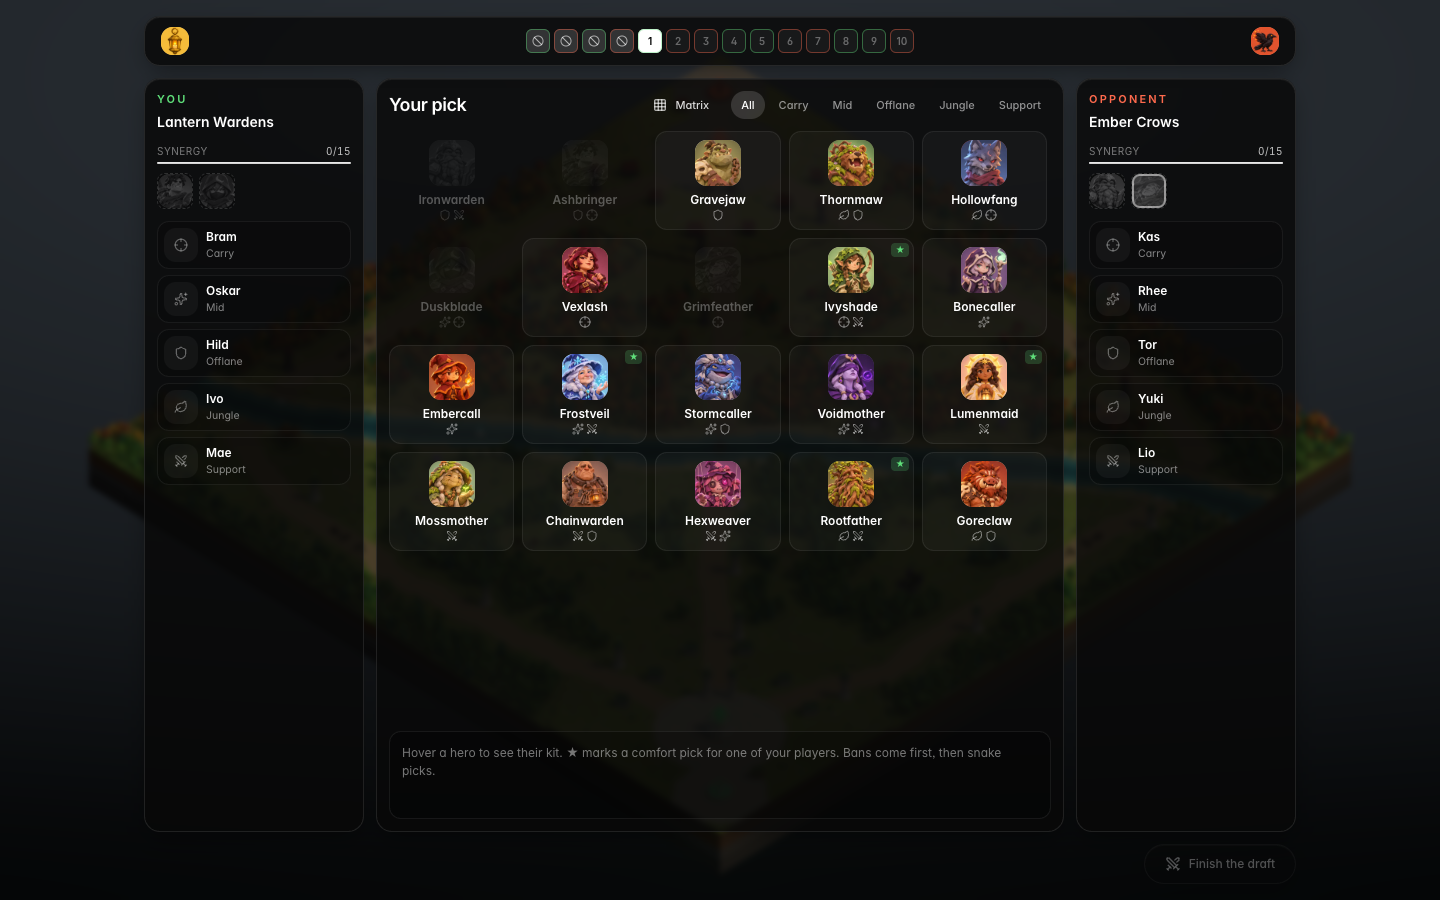 1 2 3 4 5 6 7 8 9 10
YOU
Lantern Wardens
SYNERGY 0/15
Bram
Carry
Oskar
Mid
Hild
Offlane
Ivo
Jungle
Mae
Support
Your pick
Matrix All Carry Mid Offlane Jungle Support
Ironwarden Ashbringer Gravejaw Thornmaw Hollowfang
Duskblade Vexlash Grimfeather Ivyshade Bonecaller
Embercall Frostveil Stormcaller Voidmother Lumenmaid
Mossmother Chainwarden Hexweaver Rootfather Goreclaw
Hover a hero to see their kit. ★ marks a comfort pick for one of your players. Bans come first, then snake
picks.
OPPONENT
Ember Crows
SYNERGY 0/15
Kas
Carry
Rhee
Mid
Tor
Offlane
Yuki
Jungle
Lio
Support
Finish the draft